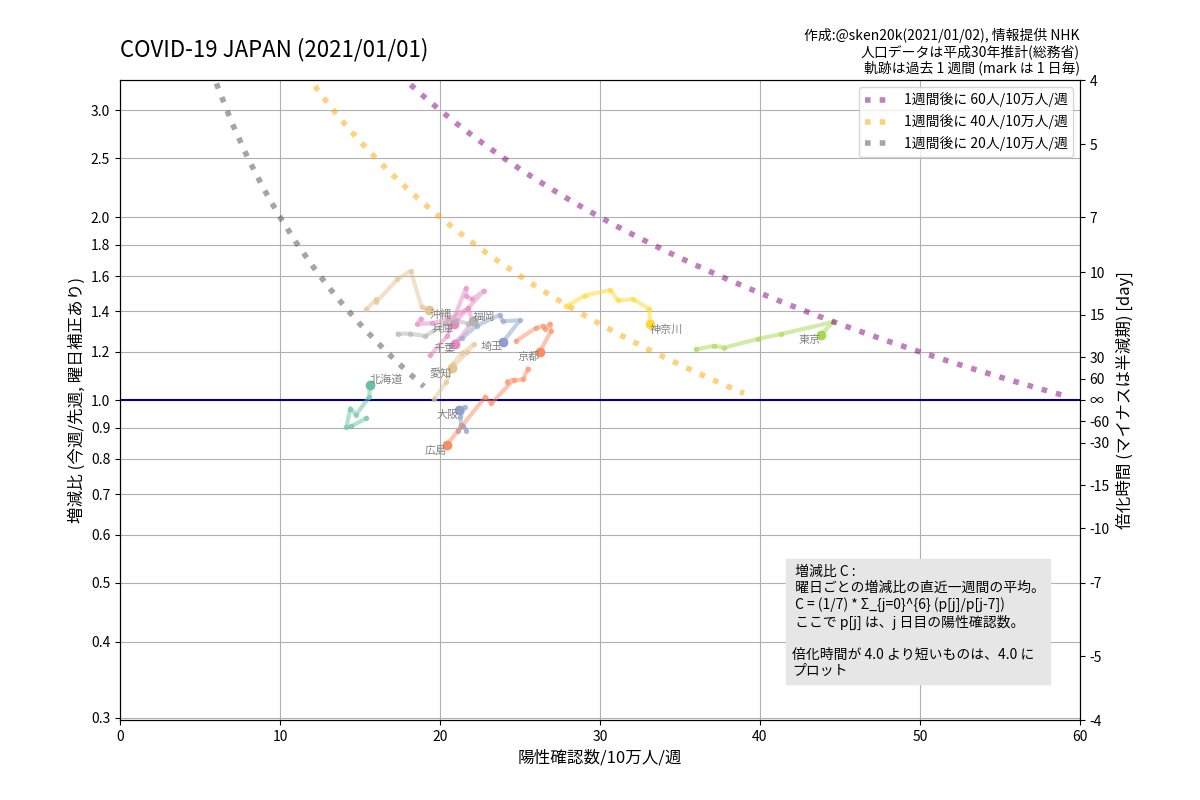 COVID-19 JAPAN (2021/01/01)
作成:@sken20k(2021/01/02), 情報提供 NHK
人口データは平成30年推計(総務省)
軌跡は過去 1 週間 (mark は 1 日毎)
1週間後に 60人/10万人/週
1週間後に 40人/10万人/週
1週間後に 20人/10万人/週
増減比 (今週/先週, 曜日補正あり)
3.0
2.5
2.0
1.8
1.6
1.4
1.2
1.0
0.9
0.8
0.7
0.6
0.5
0.4
0.3
沖縄
福岡
兵庫
千葉
埼玉
京都
神奈川
東京
愛知
北海道
大阪
広島
4
5
7
10
15
30
60
∞
-60
-30
-15
-10
-7
-5
-4
倍化時間 (マイナスは半減期) [day]
増減比 C :
曜日ごとの増減比の直近一週間の平均。
C = (1/7) * Σ_{j=0}^{6} (p[j]/p[j-7])
ここで p[j] は、j 日目の陽性確認数。
倍化時間が 4.0 より短いものは、4.0 に
プロット
0 10 20 30 40 50 60
陽性確認数/10万人/週